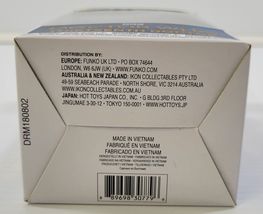 DISTRIBUTION BY:
EUROPE: FUNKO UK LTD · PO BOX 74644
LONDON, W6 6JW (UK) · WWW.FUNKO.COM
AUSTRALIA & NEW ZEALAND: IKON COLLECTABLES PTY LTD
49-59 SEABEACH PARADE · NORTH SHORE, VIC 3214 AUSTRALIA
WWW.IKONCOLLECTABLES.COM.AU
JAPAN: HOT TOYS JAPAN CO., INC · G BLDG 3RD FLOOR
JINGUMAE 3-30-12 · TOKYO 150-0001 · WWW.HOTTOYS.JP
DRM180802
MADE IN VIETNAM
FABRIQUÉ EN VIETNAM
FABRICADO EN VIETNAM
89698 30779